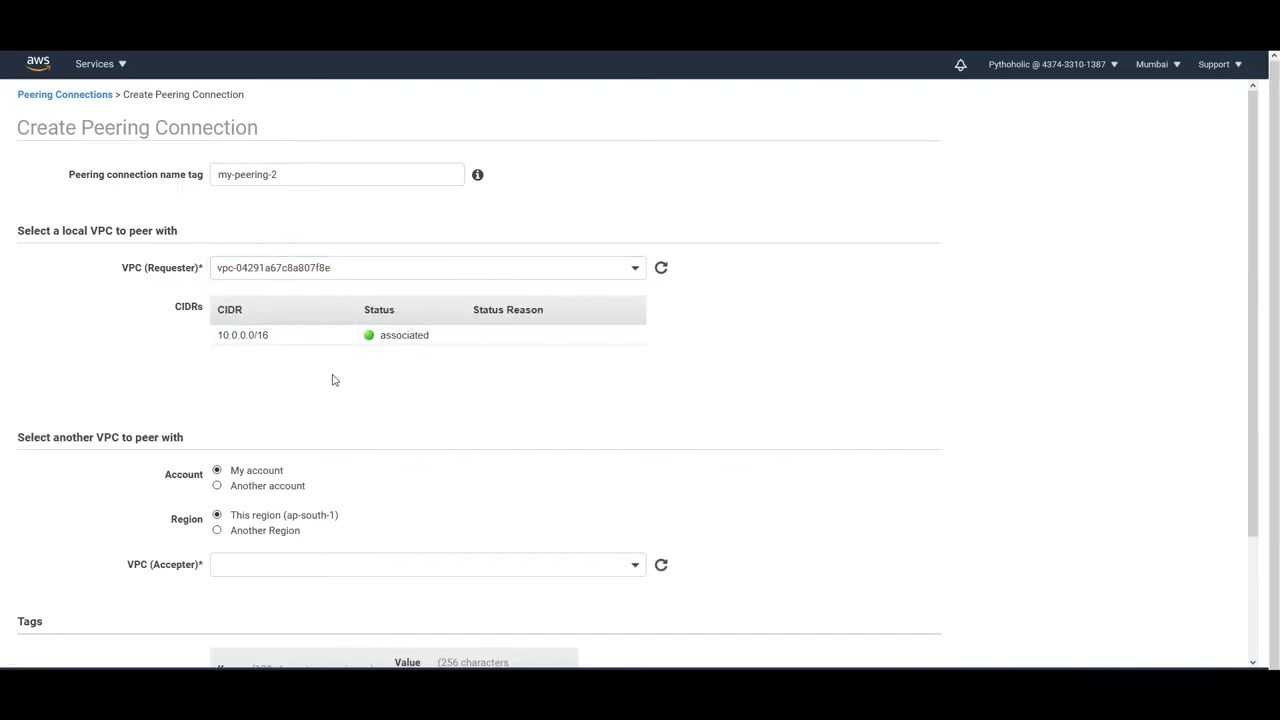 aws Services Pythoholic @ 4374-3310-1387 Mumbai Support
Peering Connections > Create Peering Connection
Create Peering Connection
Peering connection name tag my-peering-2
Select a local VPC to peer with
VPC (Requester)* vpc-04291a67c8a807f8e
CIDRs CIDR Status Status Reason
10.0.0.0/16 associated
Select another VPC to peer with
Account My account
Another account
Region This region (ap-south-1)
Another Region
VPC (Accepter)*
Tags
Value (256 characters